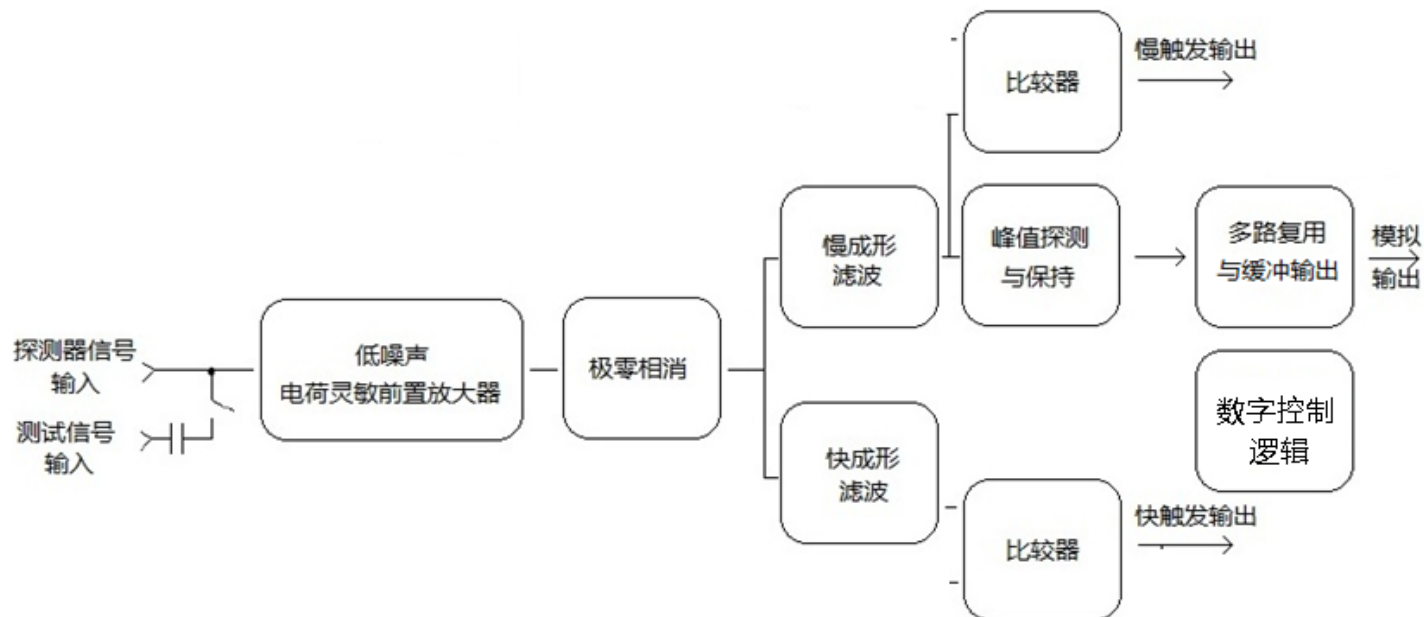 探测器信号
输入
测试信号
输入
低噪声
电荷灵敏前置放大器
极零相消
慢成形
滤波
快成形
滤波
比较器
慢触发输出
峰值探测
与保持
多路复用
与缓冲输出
模拟
输出
数字控制
逻辑
比较器
快触发输出